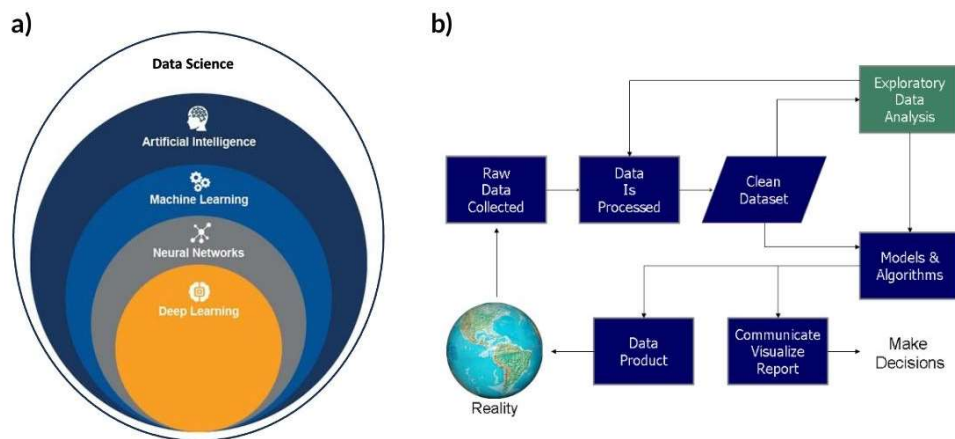 a)
Data Science
Artificial Intelligence
Machine Learning
Neural Networks
Deep Learning
b)
Exploratory
Data
Analysis
Raw
Data
Collected
Data
Is
Processed
Clean
Dataset
Models &
Algorithms
Data
Product
Communicate
Visualize
Report
Make
Decisions
Reality